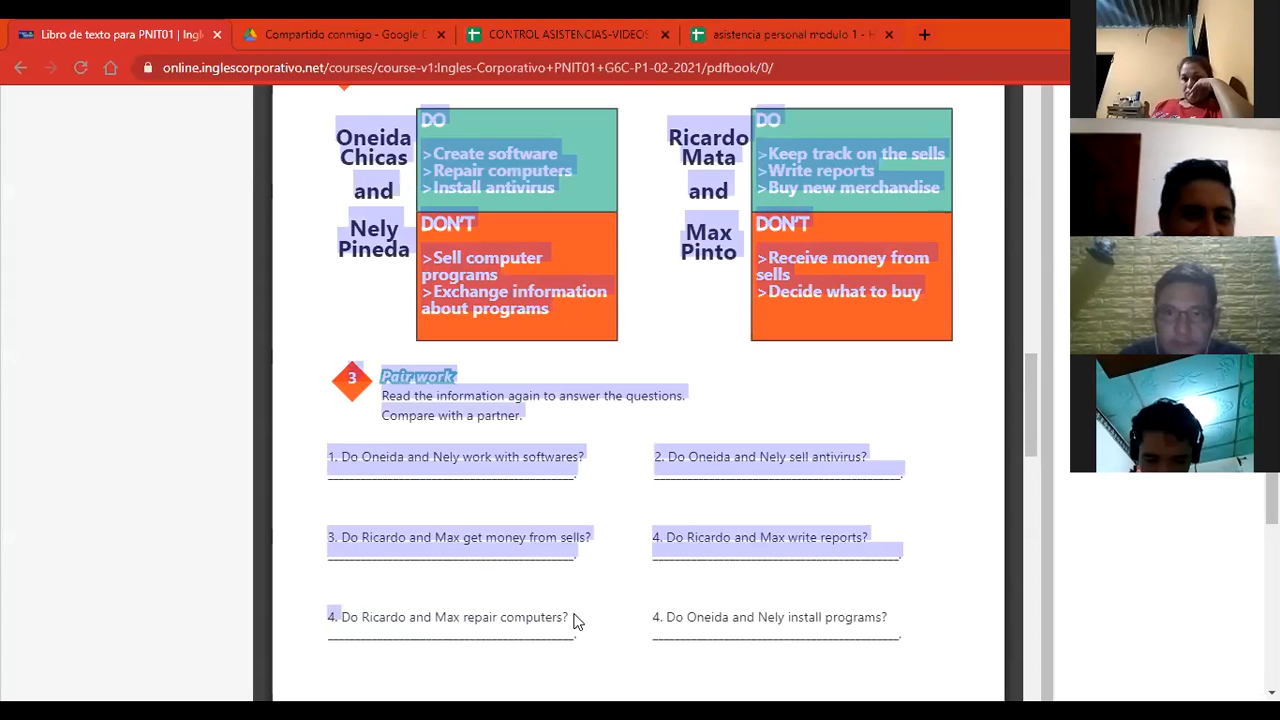 Libro de texto para PNIT01 | Ingl
Compartido conmigo - Google D
CONTROL ASISTENCIAS-VIDEOS
asistencia personal modulo 1 - H
online.inglescorporativo.net/courses/course-v1:Ingles-Corporativo+PNIT01+G6C-P1-02-2021/pdfbook/0/
Oneida
Chicas
and
Nely
Pineda
DO
>Create software
>Repair computers
>Install antivirus
DON'T
>Sell computer
programs
>Exchange information
about programs
Ricardo
Mata
and
Max
Pinto
DO
>Keep track on the sells
>Write reports
>Buy new merchandise
DON'T
>Receive money from
sells
>Decide what to buy
3
Pair work
Read the information again to answer the questions.
Compare with a partner.
1. Do Oneida and Nely work with softwares?
2. Do Oneida and Nely sell antivirus?
3. Do Ricardo and Max get money from sells?
4. Do Ricardo and Max write reports?
4. Do Ricardo and Max repair computers?
4. Do Oneida and Nely install programs?